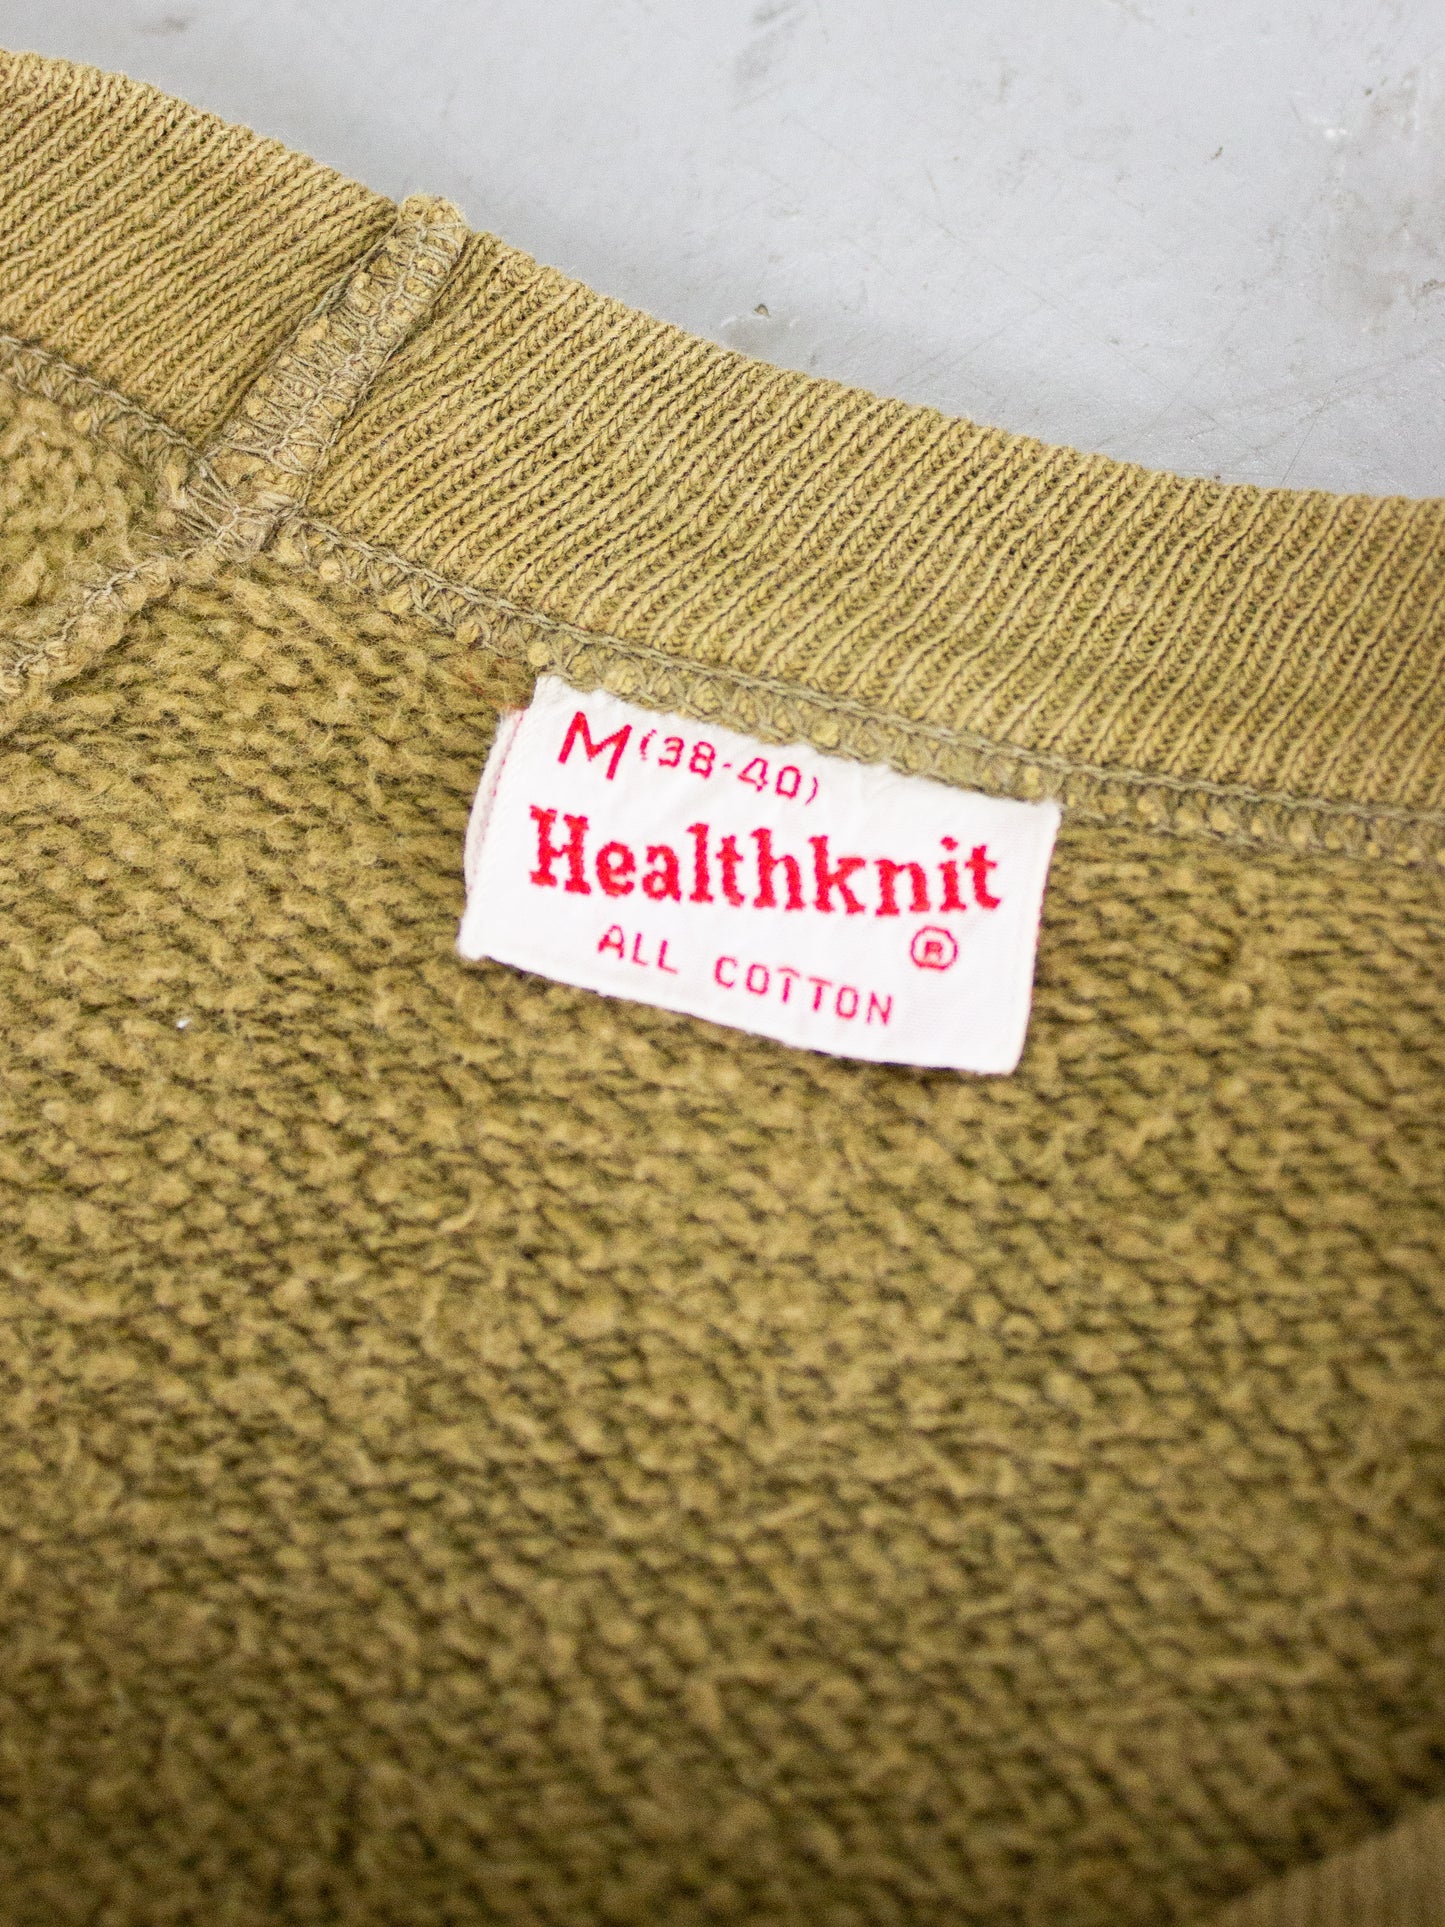 M (38-40)
Healthknit
®
ALL COTTON